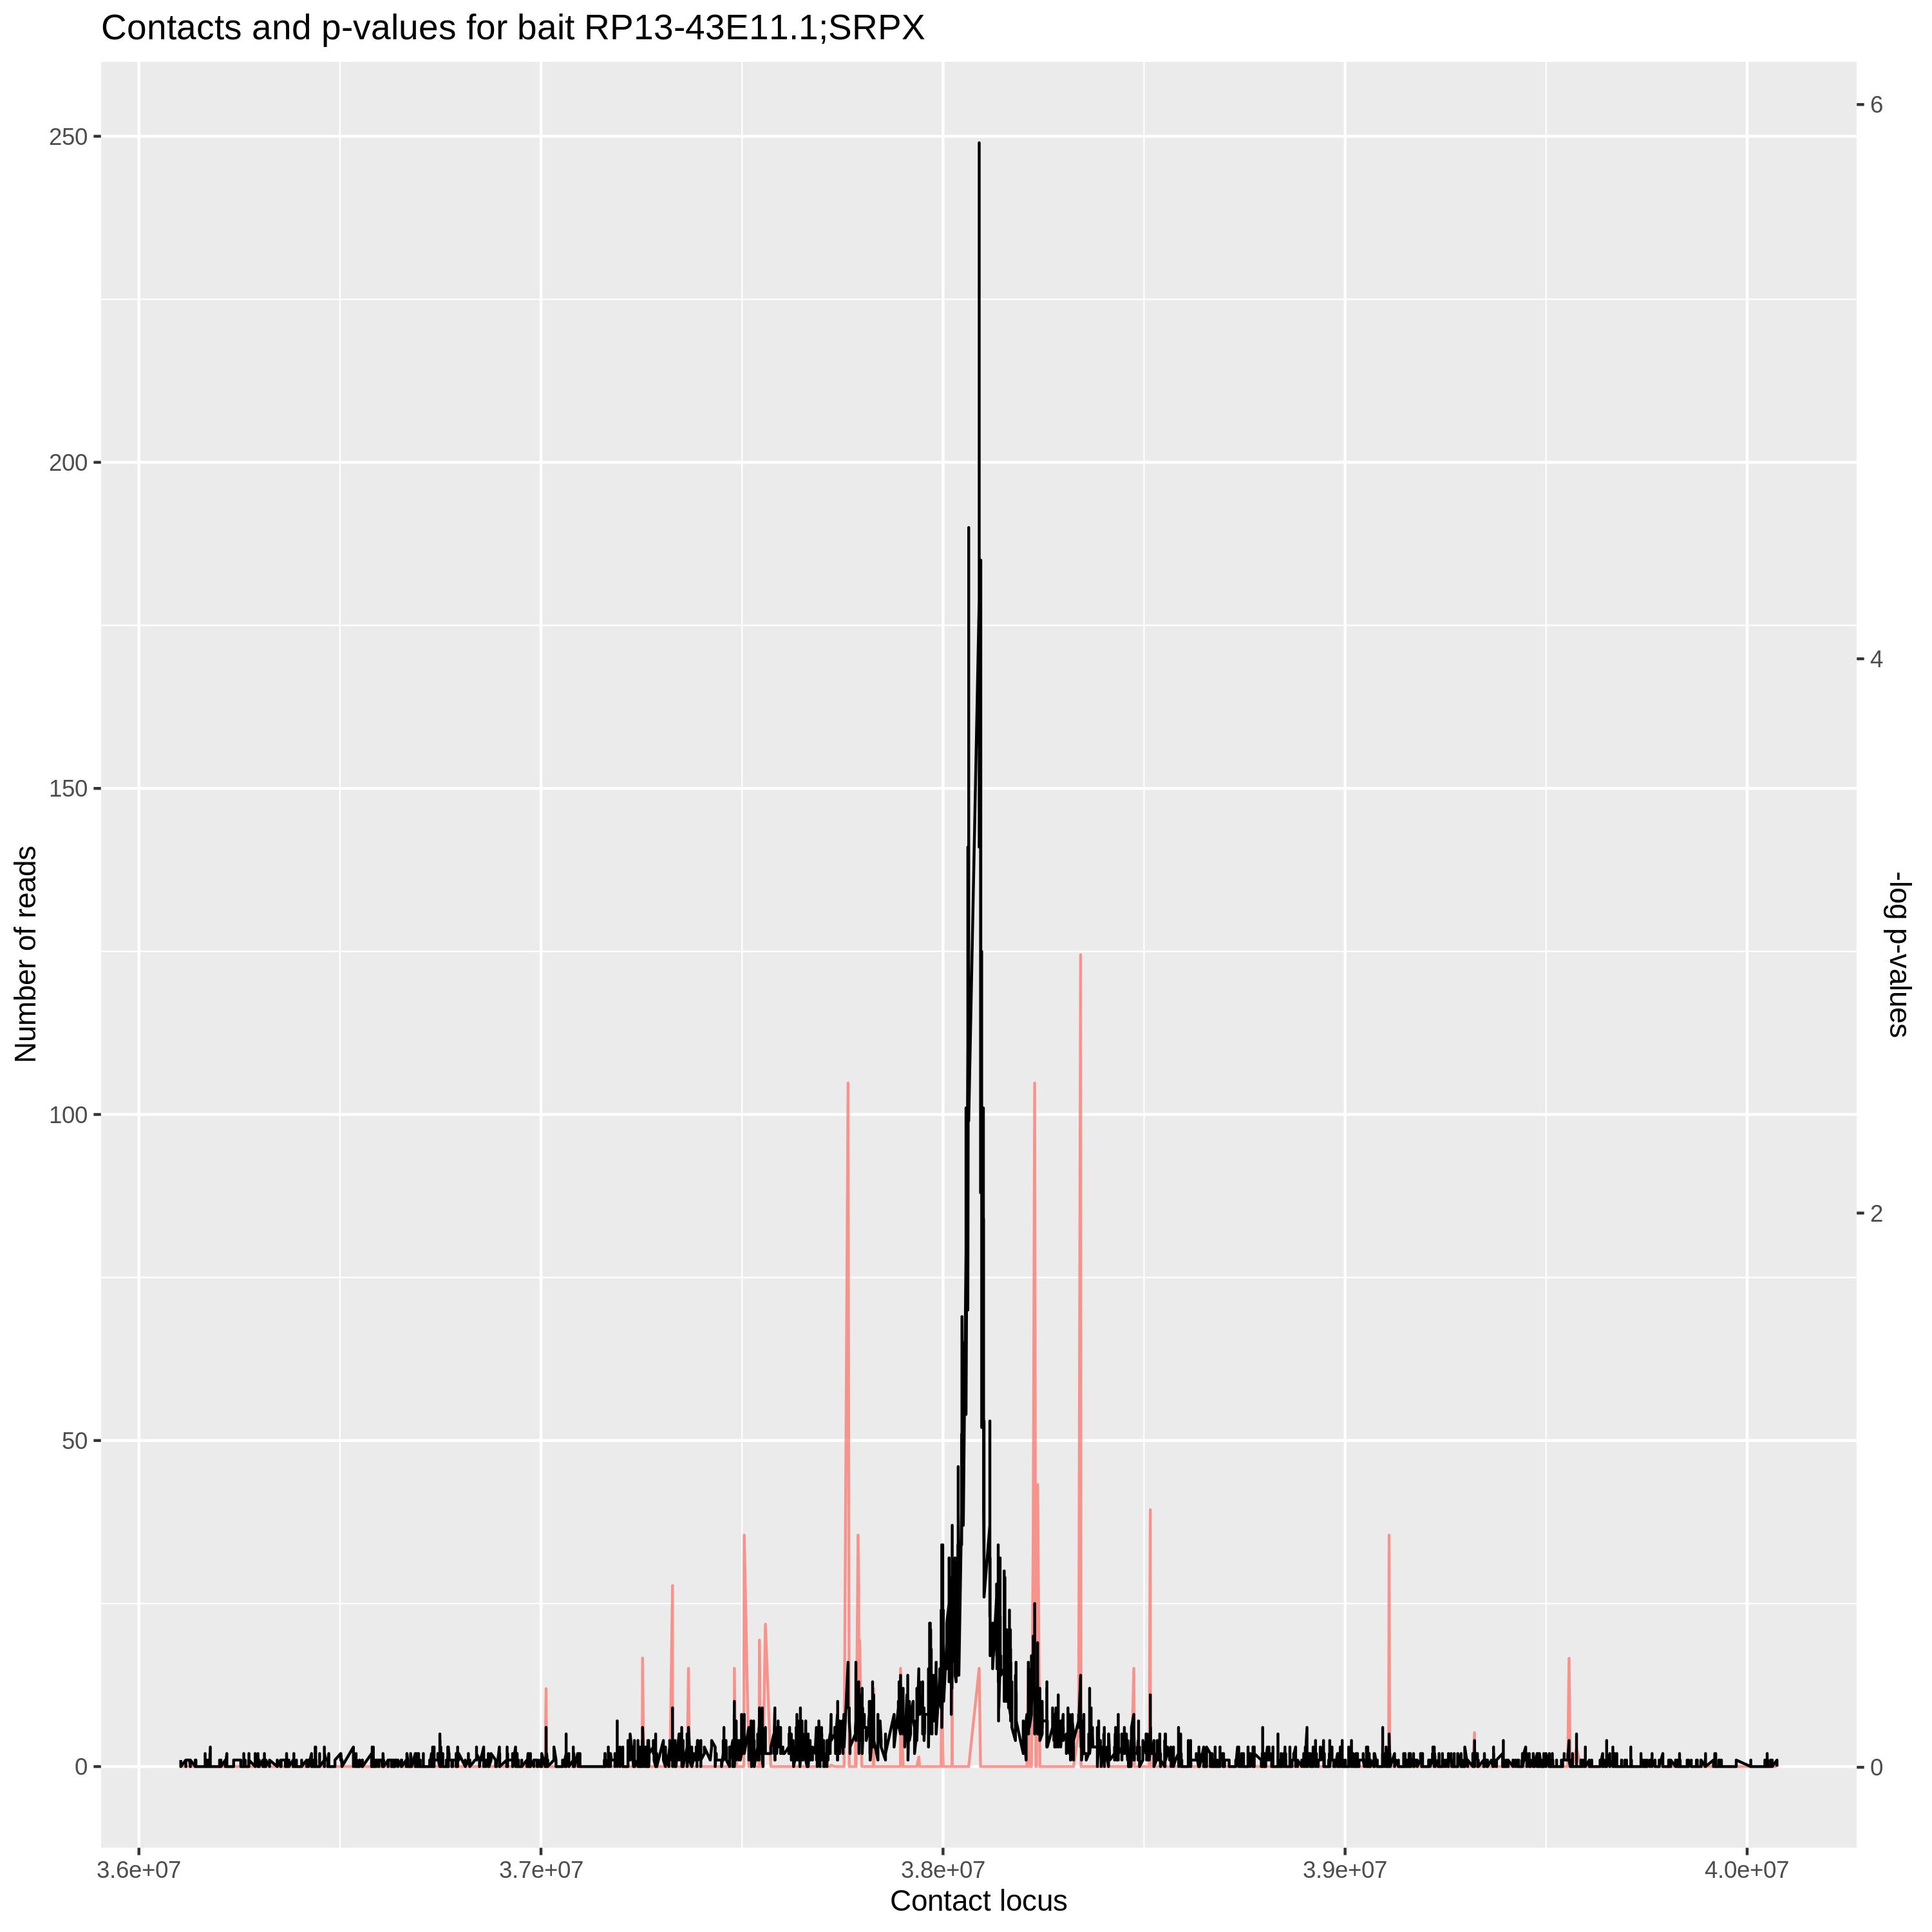 Contacts and p-values for bait RP13-43E11.1;SRPX
250
200
150
100
50
0
6
4
2
0
Number of reads
-log p-values
3.6e+07
3.7e+07
3.8e+07
3.9e+07
4.0e+07
Contact locus